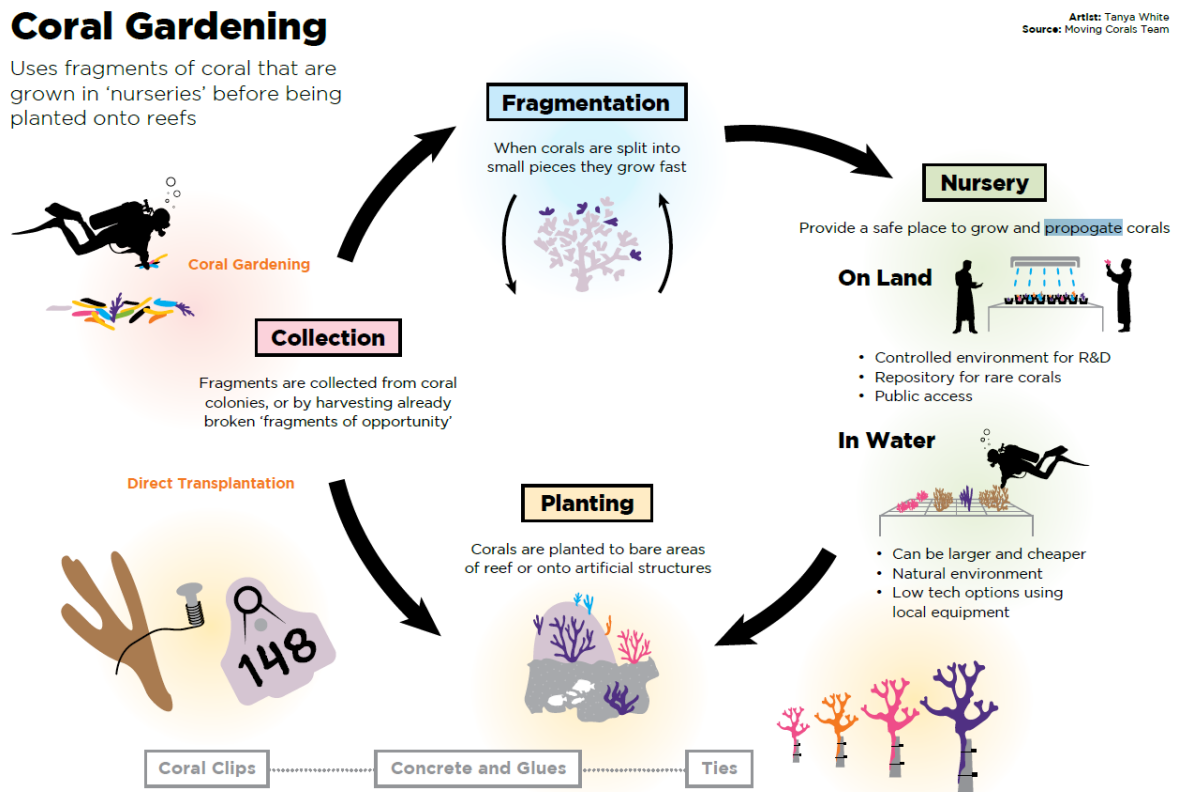 Coral Gardening
Uses fragments of coral that are
grown in ‘nurseries’ before being
planted onto reefs
Artist: Tanya White
Source: Moving Corals Team
Fragmentation
When corals are split into
small pieces they grow fast
Nursery
Provide a safe place to grow and propogate corals
On Land
• Controlled environment for R&D
• Repository for rare corals
• Public access
In Water
• Can be larger and cheaper
• Natural environment
• Low tech options using
local equipment
Coral Gardening
Collection
Fragments are collected from coral
colonies, or by harvesting already
broken ‘fragments of opportunity’
Direct Transplantation
148
Planting
Corals are planted to bare areas
of reef or onto artificial structures
Coral Clips
Concrete and Glues
Ties